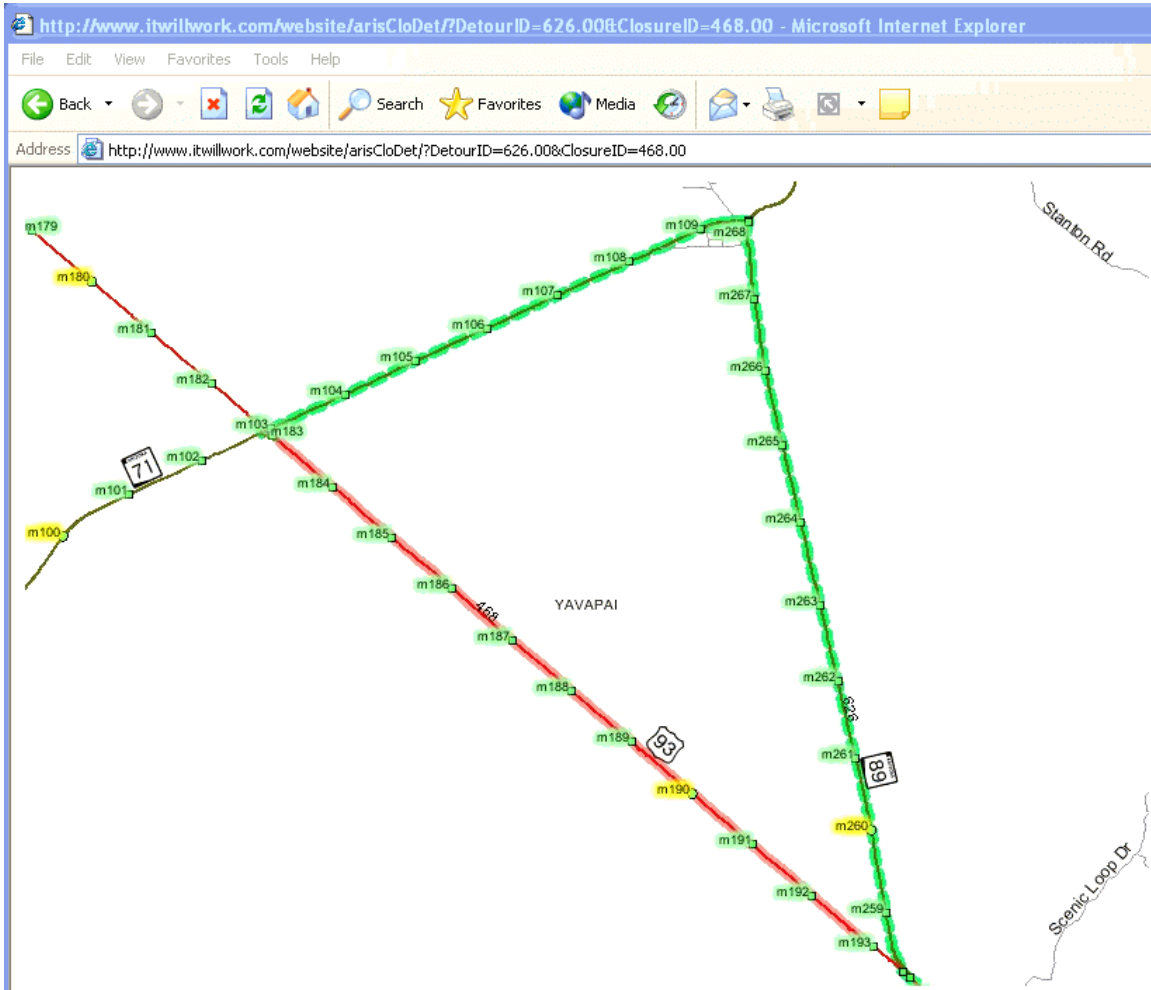 http://www.itwillwork.com/website/arisCloDet/?DetourID=626.00&ClosureID=468.00 - Microsoft Internet Explorer
File Edit View Favorites Tools Help
Back Search Favorites Media
Address http://www.itwillwork.com/website/arisCloDet/?DetourID=626.00&ClosureID=468.00
m179
m109
m268
Stanton Rd
m108
m180
m107
m267
m181
m106
m105
m266
m182
m104
m103
m183
m265
m102
71
m184
m101
m264
m100
m185
m186
468
YAVAPAI
m263
m187
m262
m188
626
m189
93
m261
89
m190
m260
m191
Scenic Loop Dr
m192
m259
m193